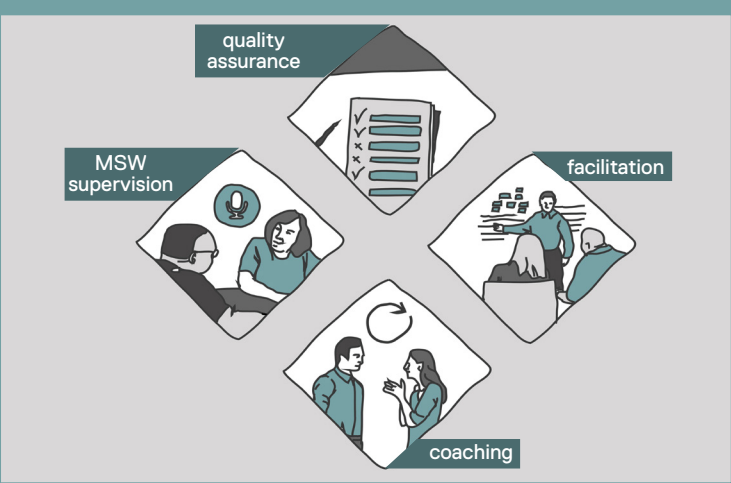 quality
assurance
MSW
supervision
facilitation
coaching